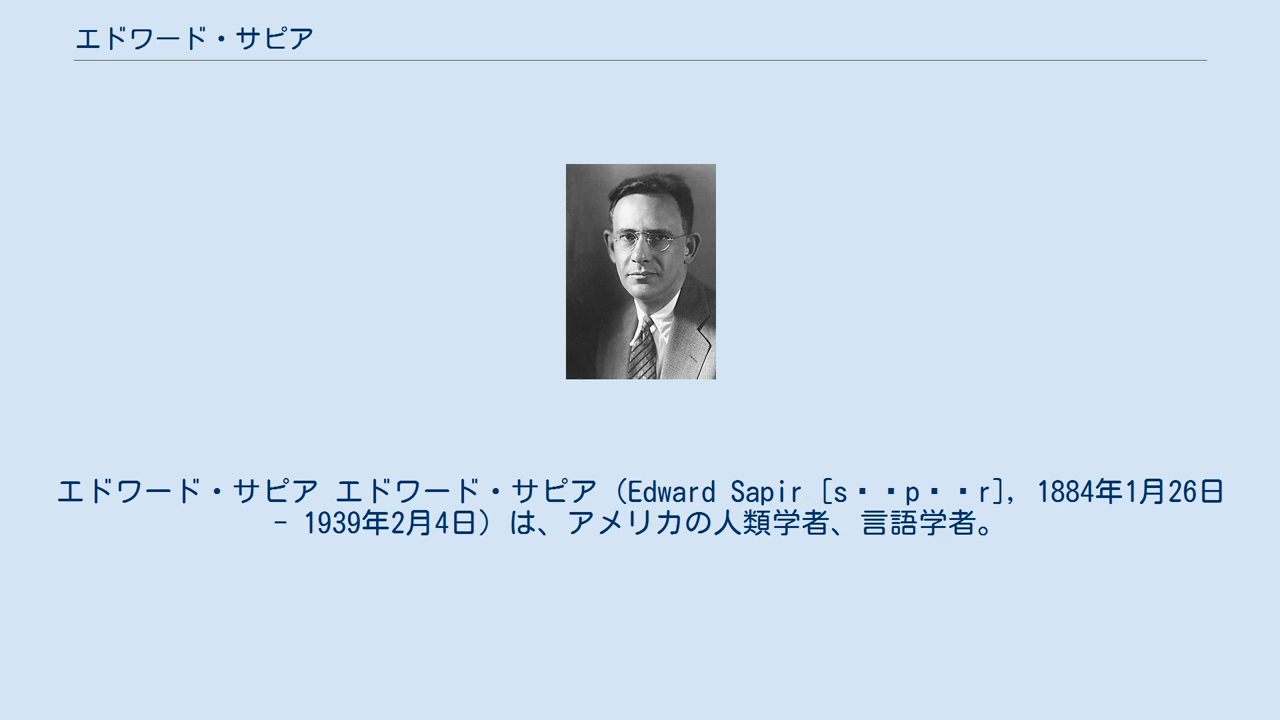 エドワード・サピア
エドワード・サピア エドワード・サピア（Edward Sapir [s・・p・・r], 1884年1月26日
- 1939年2月4日）は、アメリカの人類学者、言語学者。